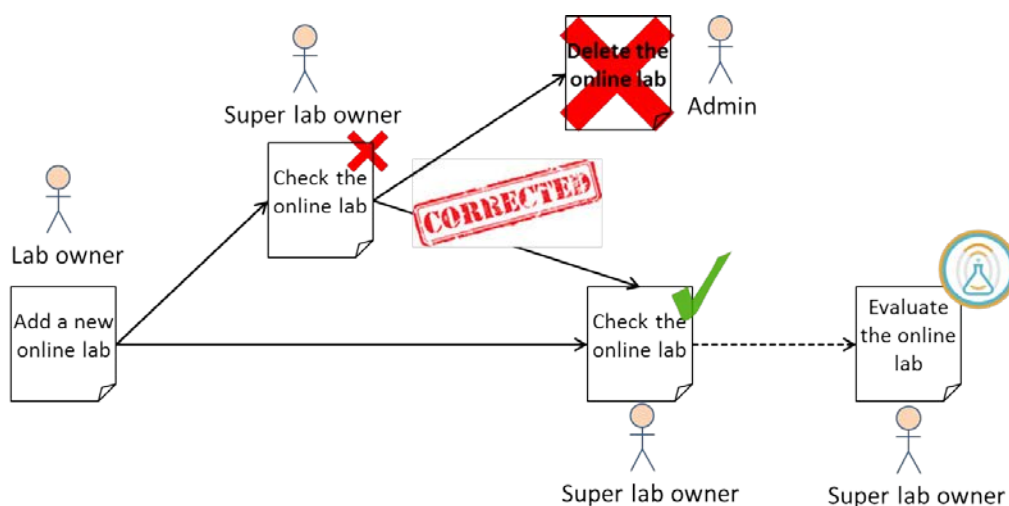 Delete the
online lab
Admin
Super lab owner
Check the
online lab
CORRECTED
Lab owner
Add a new
online lab
Check the
online lab
Evaluate
the online
lab
Super lab owner
Super lab owner